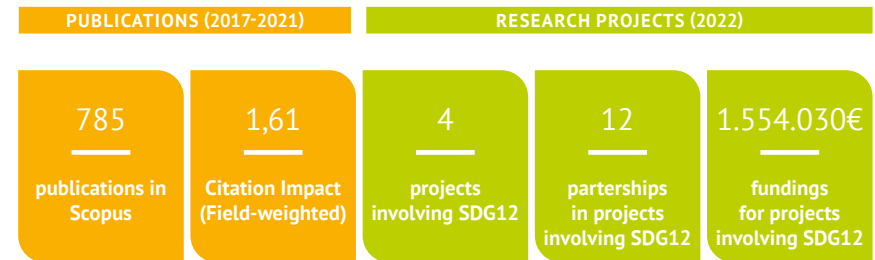 PUBLICATIONS (2017-2021)
RESEARCH PROJECTS (2022)
785
publications in
Scopus
1,61
Citation Impact
(Field-weighted)
4
projects
involving SDG12
12
parterships
in projects
involving SDG12
1.554.030€
fundings
for projects
involving SDG12